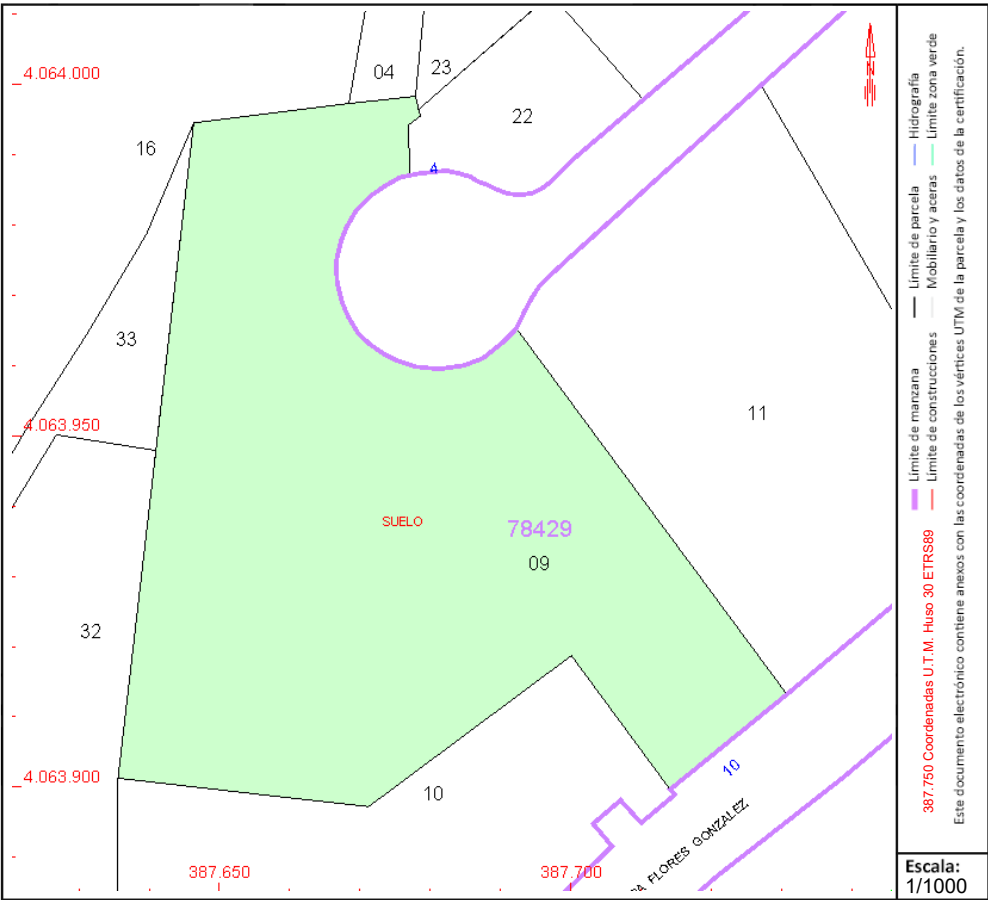 4.064.000
04
23
22
16
4
N
33
4.063.950
11
SUELO
78429
09
32
4.063.900
10
10
387.650
387.700
FLORES GONZALEZ
387.750 Coordenadas U.T.M. Huso 30 ETRS89
Límite de manzana
Límite de parcela
Hidrografía
Límite de construcciones
Mobiliario y aceras
Límite zona verde
Este documento electrónico contiene anexos con las coordenadas de los vértices UTM de la parcela y los datos de la certificación.
Escala:
1/1000